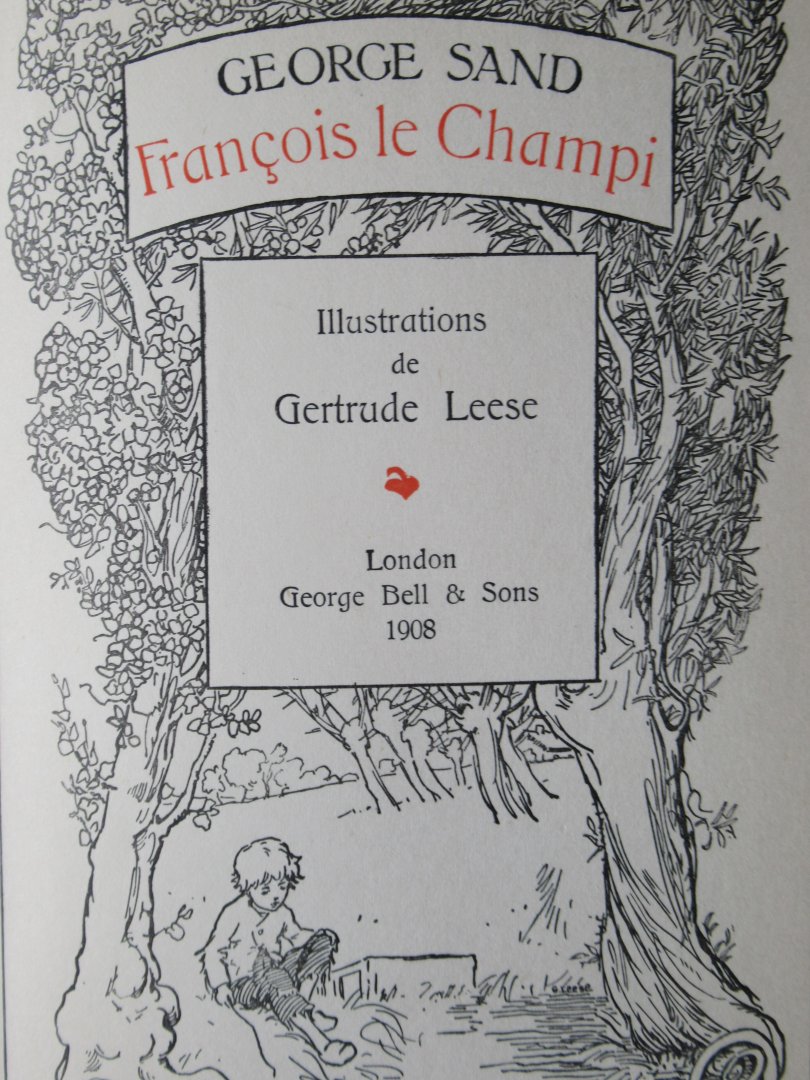 GEORGE SAND
François le Champi
Illustrations
de
Gertrude Leese
London
George Bell & Sons
1908